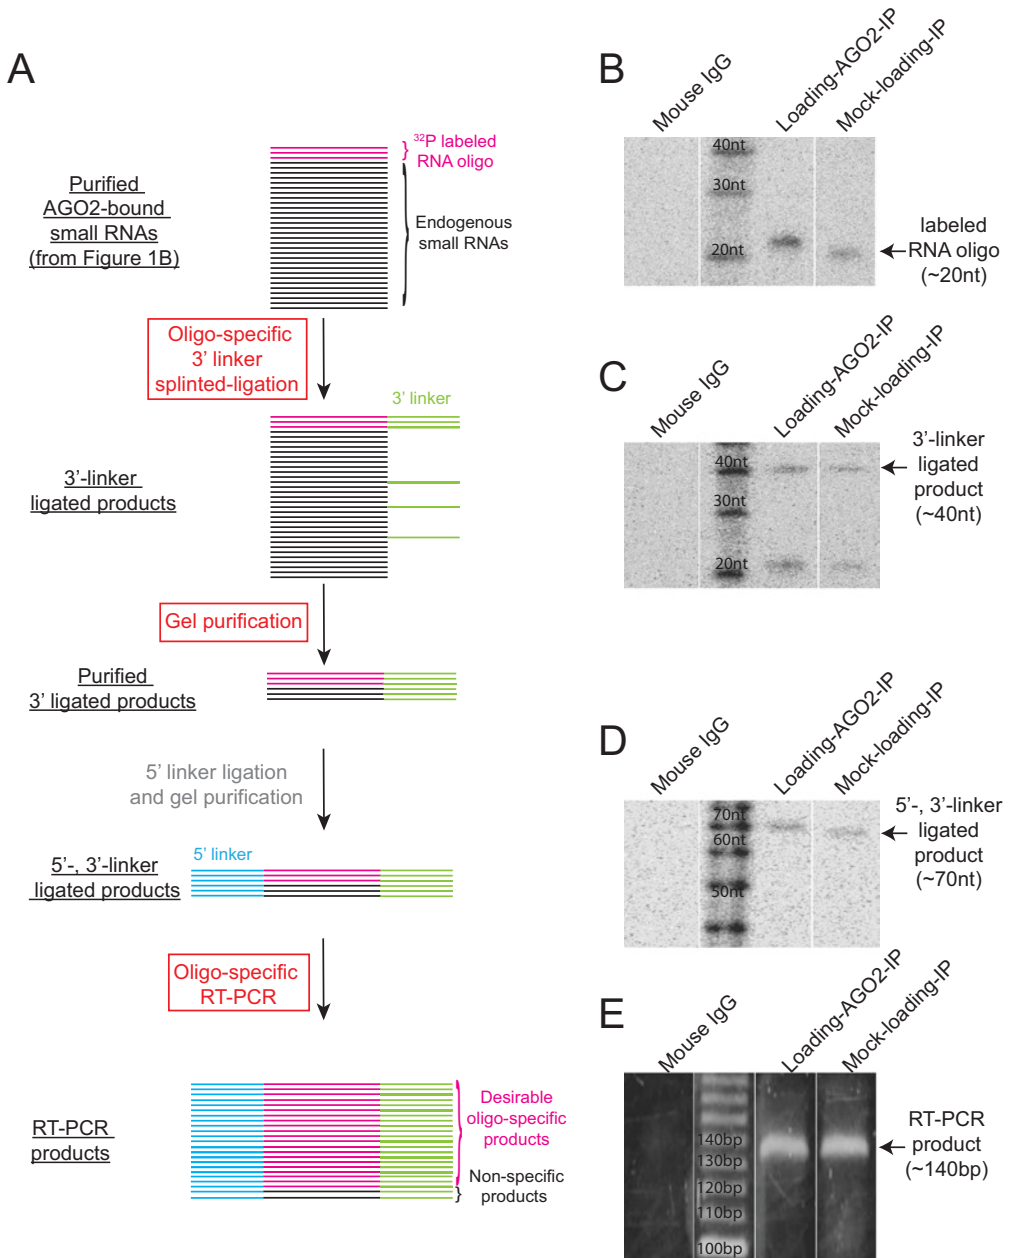 A
Purified
AGO2-bound
small RNAs
(from Figure 1B)
32P labeled
RNA oligo
Endogenous
small RNAs
Oligo-specific
3' linker
splinted-ligation
3' linker
3'-linker
ligated products
Gel purification
Purified
3' ligated products
5' linker ligation
and gel purification
5' linker
5'-, 3'-linker
ligated products
Oligo-specific
RT-PCR
RT-PCR
products
Desirable
oligo-specific
products
Non-specific
products
B
Mouse IgG
Loading-AGO2-IP
Mock-loading-IP
40nt
30nt
20nt
labeled
RNA oligo
(~20nt)
C
Mouse IgG
Loading-AGO2-IP
Mock-loading-IP
40nt
30nt
20nt
3'-linker
ligated
product
(~40nt)
D
Mouse IgG
Loading-AGO2-IP
Mock-loading-IP
70nt
60nt
50nt
5'-, 3'-linker
ligated
product
(~70nt)
E
Mouse IgG
Loading-AGO2-IP
Mock-loading-IP
140bp
130bp
120bp
110bp
100bp
RT-PCR
product
(~140bp)